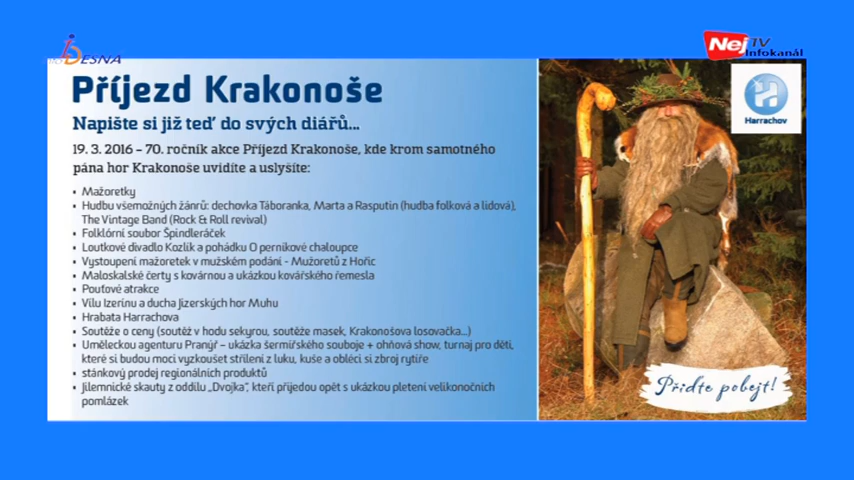 DESNA
Nej TV
Infokanál
Příjezd Krakonoše
Napište si již teď do svých diářů...
19. 3. 2016 – 70. ročník akce Příjezd Krakonoše, kde krom samotného
pána hor Krakonoše uvidíte a uslyšíte:
• Mažoretky
• Hudbu všemožných žánrů: dechovka Táboranka, Marta a Rasputin (hudba folková a lidová),
The Vintage Band (Rock & Roll revival)
• Folklórní soubor Špindleráček
• Loutkové divadlo Kozlík a pohádku O perníkové chaloupce
• Vystoupení mažoretek v mužském podání - Mužoretů z Hořic
• Maloskalské čerty s kovárnou a ukázkou kovářského řemesla
• Pouťové atrakce
• Vílu Izerínu a ducha Jizerských hor Muhu
• Hraběta Harrachova
• Soutěže o ceny (soutěž v hodu sekyrou, soutěže masek, Krakonošova losovačka...)
• Uměleckou agenturu Pranýř – ukázka šermířského souboje + ohňová show, turnaj pro děti,
které si budou moci vyzkoušet střílení z luku, kuše a obléci si zbroj rytíře
• stánkový prodej regionálních produktů
• Jilemnické skauty z oddílu „Dvojka“, kteří přijedou opět s ukázkou pletení velikonočních
pomlázek
Harrachov
Přijďte pobejt!